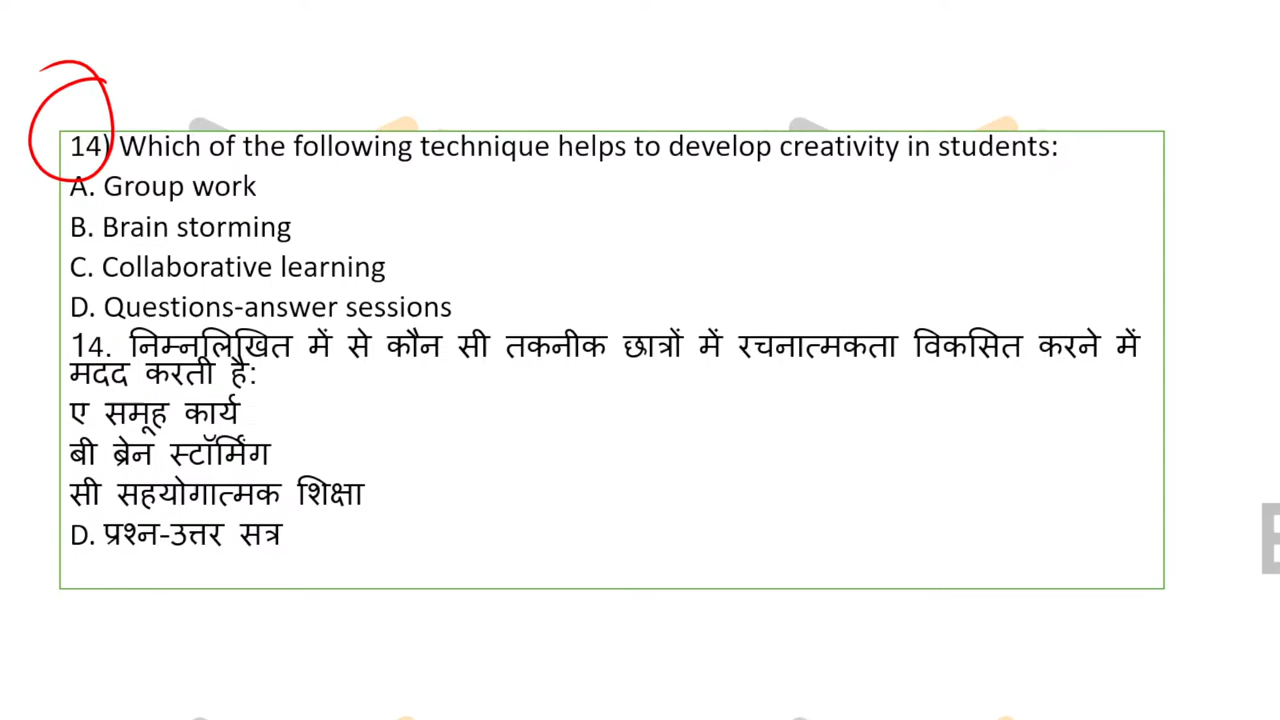 14) Which of the following technique helps to develop creativity in students:
A. Group work
B. Brain storming
C. Collaborative learning
D. Questions-answer sessions
14. निम्नलिखित में से कौन सी तकनीक छात्रों में रचनात्मकता विकसित करने में
मदद करती है:
ए समूह कार्य
बी ब्रेन स्टॉर्मिंग
सी सहयोगात्मक शिक्षा
D. प्रश्न-उत्तर सत्र